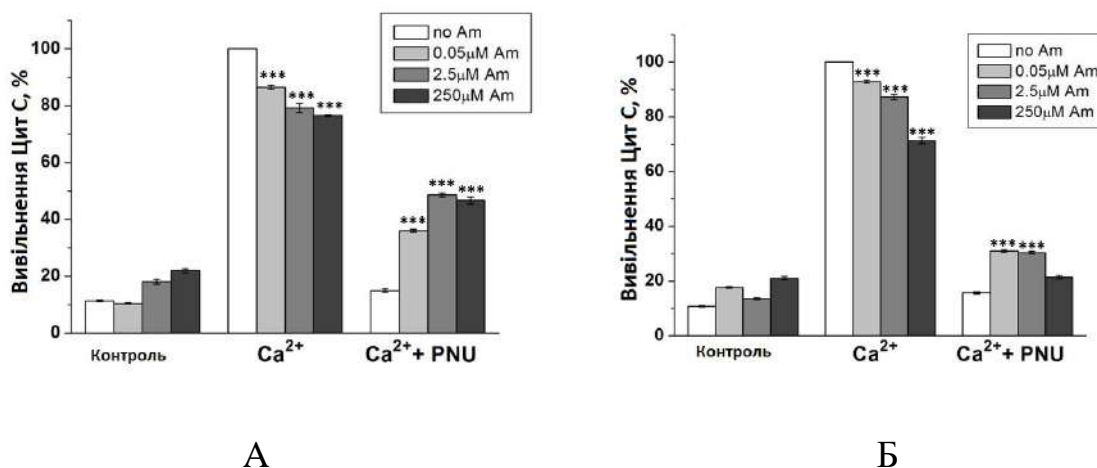 Вивільнення Цит С, %
100
80
60
40
20
0
no Am
0.05μM Am
2.5μM Am
250μM Am
*** *** ***
*** *** ***
Контроль
Ca²⁺
Ca²⁺+ PNU
А
Вивільнення Цит С, %
100
80
60
40
20
0
no Am
0.05μM Am
2.5μM Am
250μM Am
*** *** ***
*** ***
Контроль
Ca²⁺
Ca²⁺+ PNU
Б